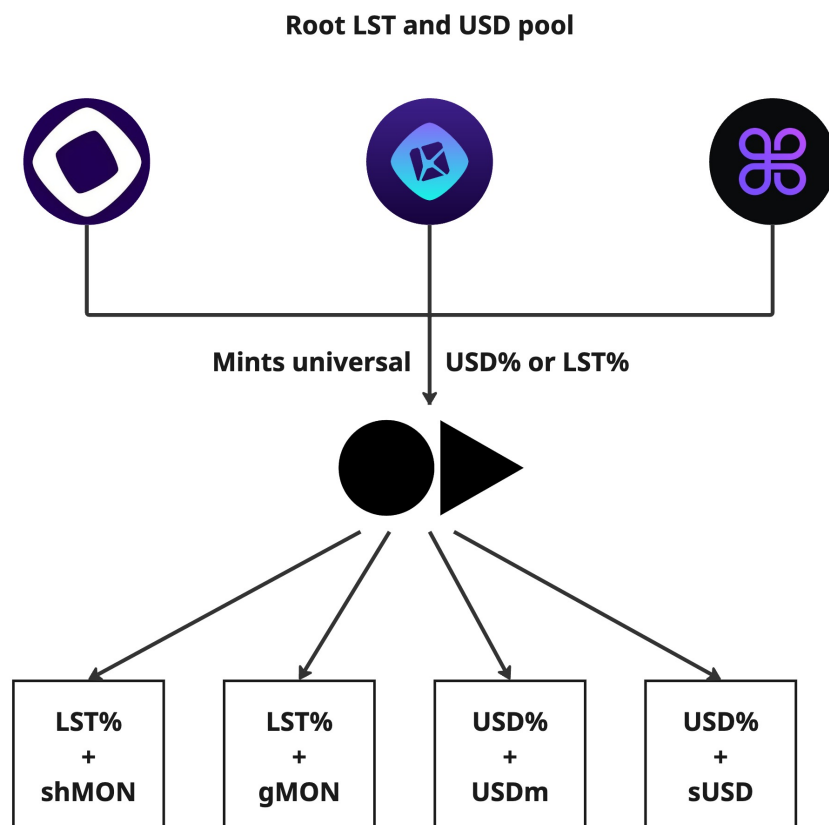 Root LST and USD pool
Mints universal USD% or LST%
LST%
+
shMON
LST%
+
gMON
USD%
+
USDm
USD%
+
sUSD